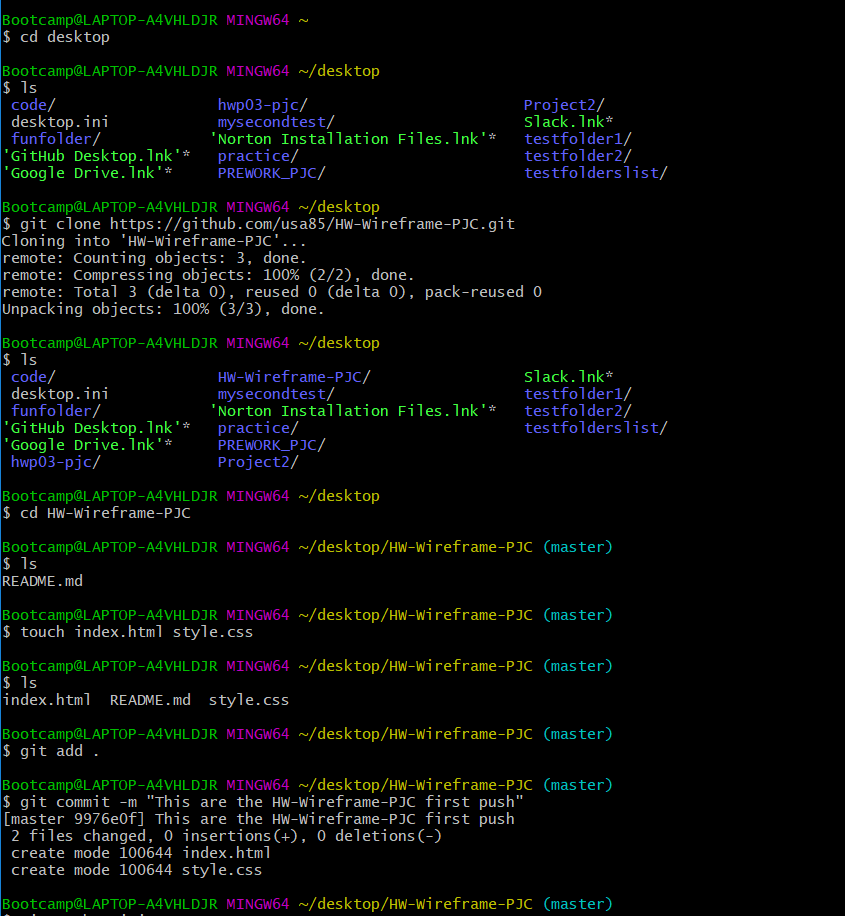 Bootcamp@LAPTOP-A4VHLDJR MINGW64 ~
$ cd desktop
Bootcamp@LAPTOP-A4VHLDJR MINGW64 ~/desktop
$ ls
code/ hwp03-pjc/ Project2/
desktop.ini mysecondtest/ Slack.lnk*
funfolder/ 'Norton Installation Files.lnk'* testfolder1/
'GitHub Desktop.lnk'* practice/ testfolder2/
'Google Drive.lnk'* PREWORK_PJC/ testfolderslist/
Bootcamp@LAPTOP-A4VHLDJR MINGW64 ~/desktop
$ git clone https://github.com/usa85/HW-Wireframe-PJC.git
Cloning into 'HW-Wireframe-PJC'...
remote: Counting objects: 3, done.
remote: Compressing objects: 100% (2/2), done.
remote: Total 3 (delta 0), reused 0 (delta 0), pack-reused 0
Unpacking objects: 100% (3/3), done.
Bootcamp@LAPTOP-A4VHLDJR MINGW64 ~/desktop
$ ls
code/ HW-Wireframe-PJC/ Slack.lnk*
desktop.ini mysecondtest/ testfolder1/
funfolder/ 'Norton Installation Files.lnk'* testfolder2/
'GitHub Desktop.lnk'* practice/ testfolderslist/
'Google Drive.lnk'* PREWORK_PJC/
hwp03-pjc/ Project2/
Bootcamp@LAPTOP-A4VHLDJR MINGW64 ~/desktop
$ cd HW-Wireframe-PJC
Bootcamp@LAPTOP-A4VHLDJR MINGW64 ~/desktop/HW-Wireframe-PJC (master)
$ ls
README.md
Bootcamp@LAPTOP-A4VHLDJR MINGW64 ~/desktop/HW-Wireframe-PJC (master)
$ touch index.html style.css
Bootcamp@LAPTOP-A4VHLDJR MINGW64 ~/desktop/HW-Wireframe-PJC (master)
$ ls
index.html README.md style.css
Bootcamp@LAPTOP-A4VHLDJR MINGW64 ~/desktop/HW-Wireframe-PJC (master)
$ git add .
Bootcamp@LAPTOP-A4VHLDJR MINGW64 ~/desktop/HW-Wireframe-PJC (master)
$ git commit -m "This are the HW-Wireframe-PJC first push"
[master 9976e0f] This are the HW-Wireframe-PJC first push
2 files changed, 0 insertions(+), 0 deletions(-)
create mode 100644 index.html
create mode 100644 style.css
Bootcamp@LAPTOP-A4VHLDJR MINGW64 ~/desktop/HW-Wireframe-PJC (master)